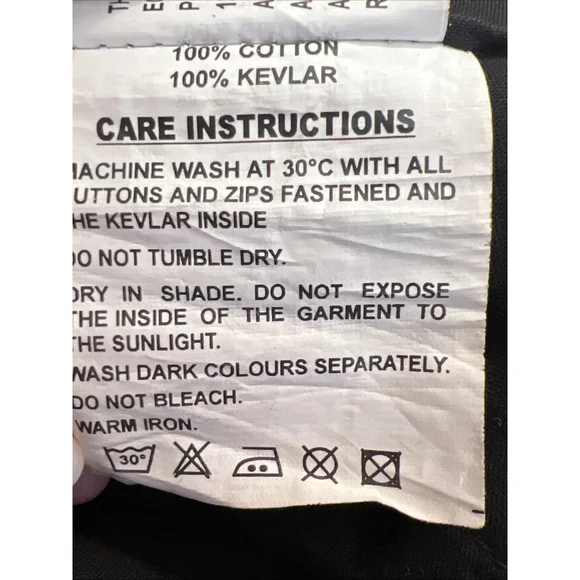 100% COTTON
100% KEVLAR
CARE INSTRUCTIONS
MACHINE WASH AT 30°C WITH ALL
UTTONS AND ZIPS FASTENED AND
HE KEVLAR INSIDE
DO NOT TUMBLE DRY.
DRY IN SHADE. DO NOT EXPOSE
THE INSIDE OF THE GARMENT TO
THE SUNLIGHT.
WASH DARK COLOURS SEPARATELY.
DO NOT BLEACH.
WARM IRON.
30°